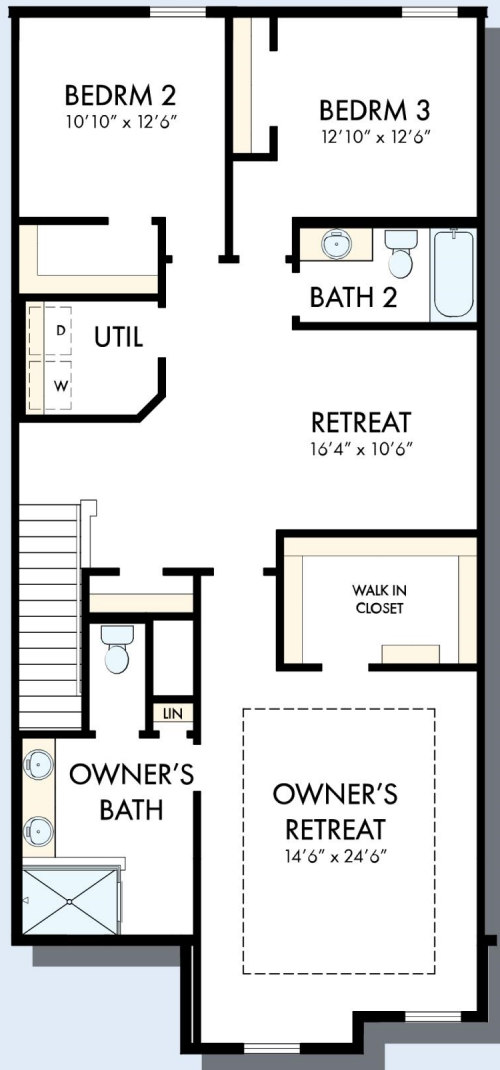 BEDRM 2
10'10" x 12'6"
BEDRM 3
12'10" x 12'6"
BATH 2
D
UTIL
W
RETREAT
16'4" x 10'6"
WALK IN
CLOSET
LIN
OWNER'S
BATH
OWNER'S
RETREAT
14'6" x 24'6"